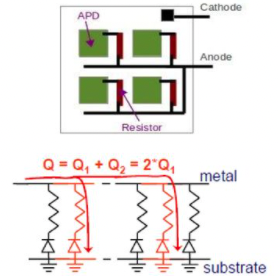 Cathode
APD
Anode
Resistor
Q = Q₁ + Q₂ = 2*Q₁
metal
substrate